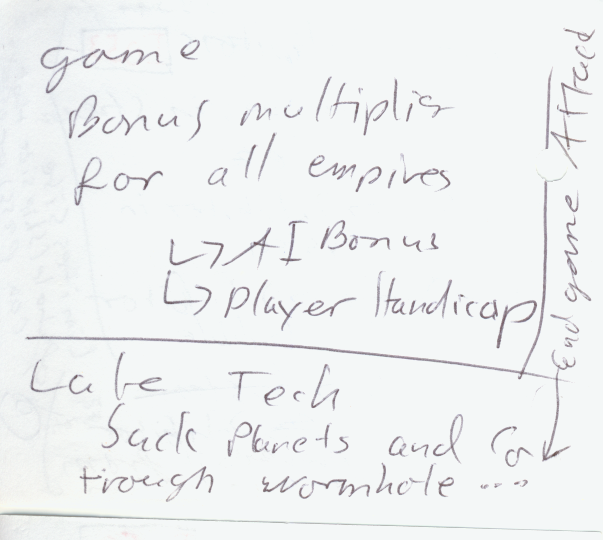 game
Bonus multiplier
for all empires
↳ AI Bonus
↳ Player Handicap
Late Tech
Suck Planets and Co
trough wormhole ....
End game Attack